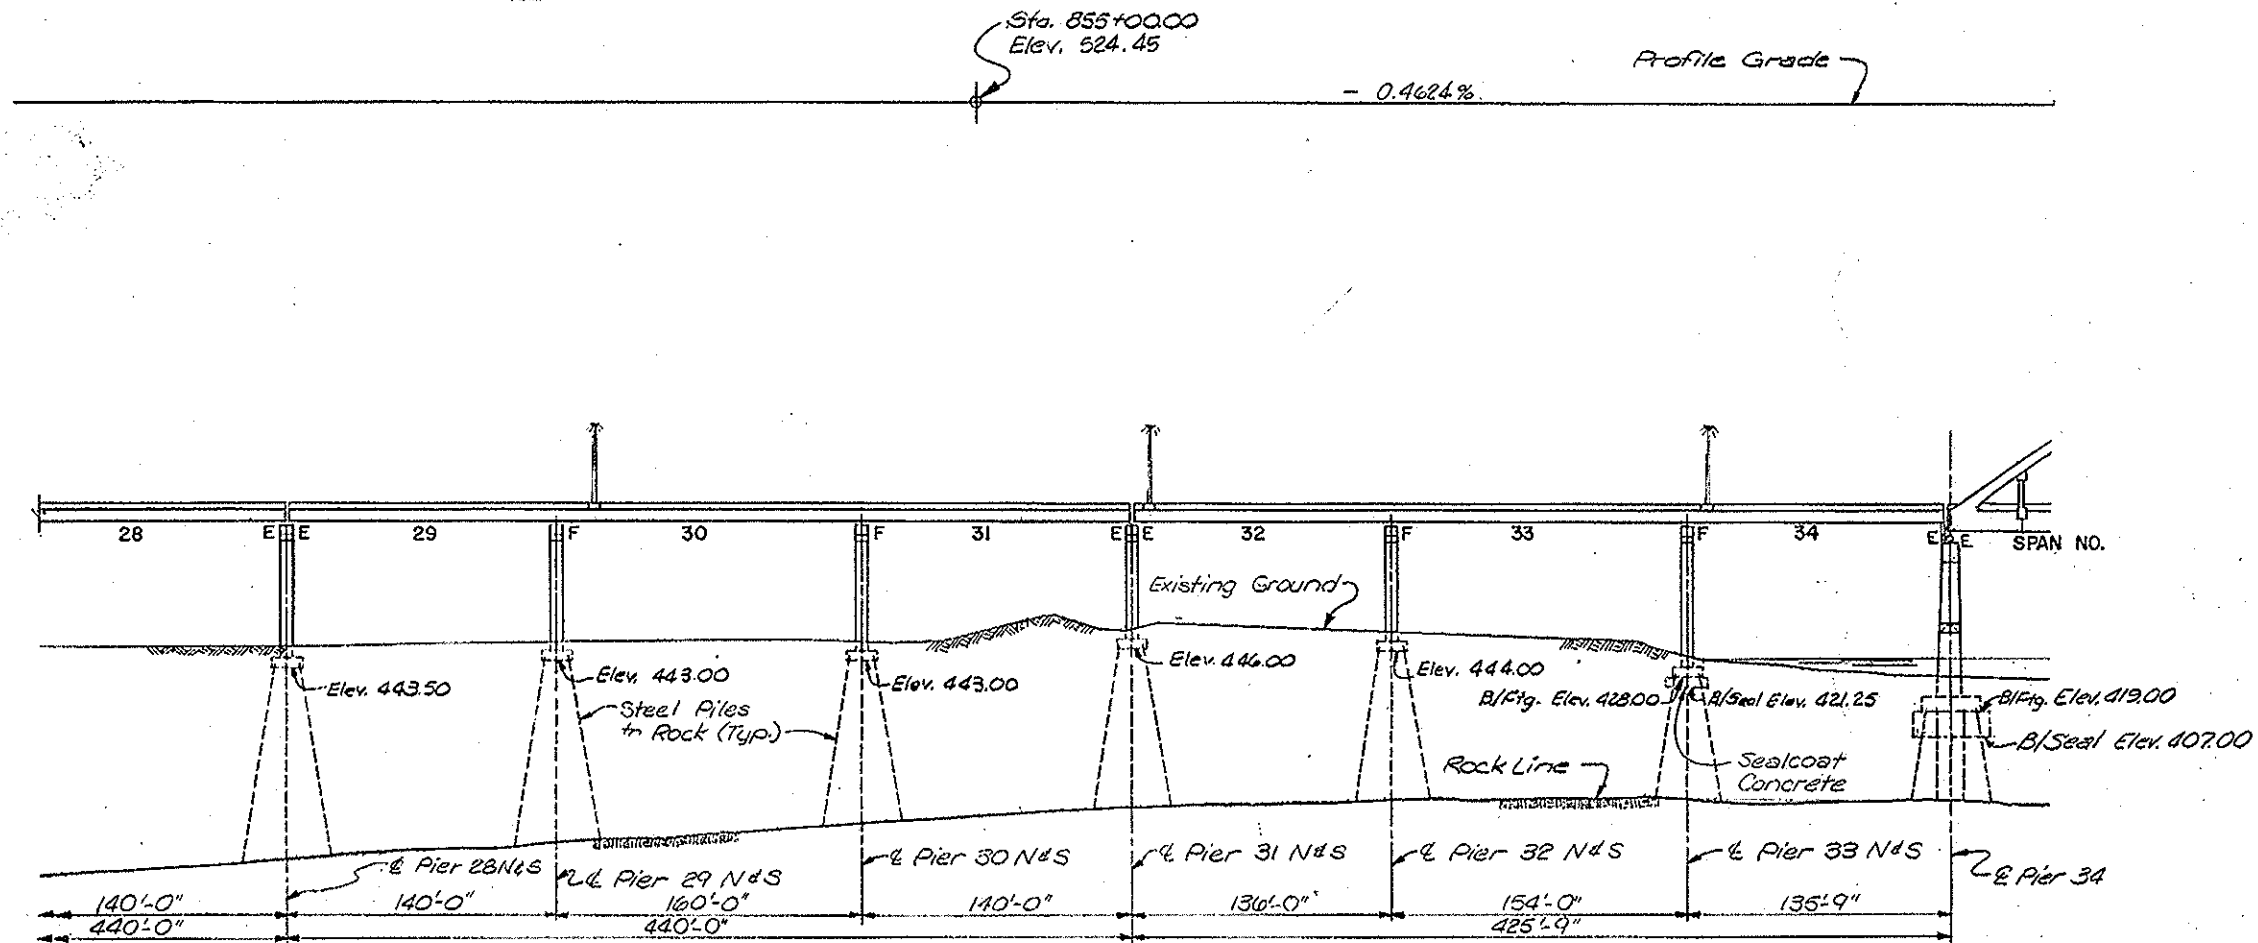 Sta. 855+00.00
Elev. 524.45
Profile Grade
- 0.4624%
28
E E
29
F
30
F
31
E E
32
F
33
F
34
E E
SPAN NO.
Existing Ground
Elev. 443.50
Elev. 443.00
Elev. 443.00
Elev. 446.00
Elev. 444.00
B/Ftg. Elev. 428.00
B/Seal Elev. 421.25
B/Ftg. Elev. 419.00
B/Seal Elev. 407.00
Steel Piles
to Rock (Typ.)
Rock Line
Sealcoat
Concrete
℄ Pier 28 N&S
℄ Pier 29 N&S
℄ Pier 30 N&S
℄ Pier 31 N&S
℄ Pier 32 N&S
℄ Pier 33 N&S
℄ Pier 34
140'-0"
140'-0"
160'-0"
140'-0"
136'-0"
154'-0"
135'-9"
440'-0"
440'-0"
425'-9"